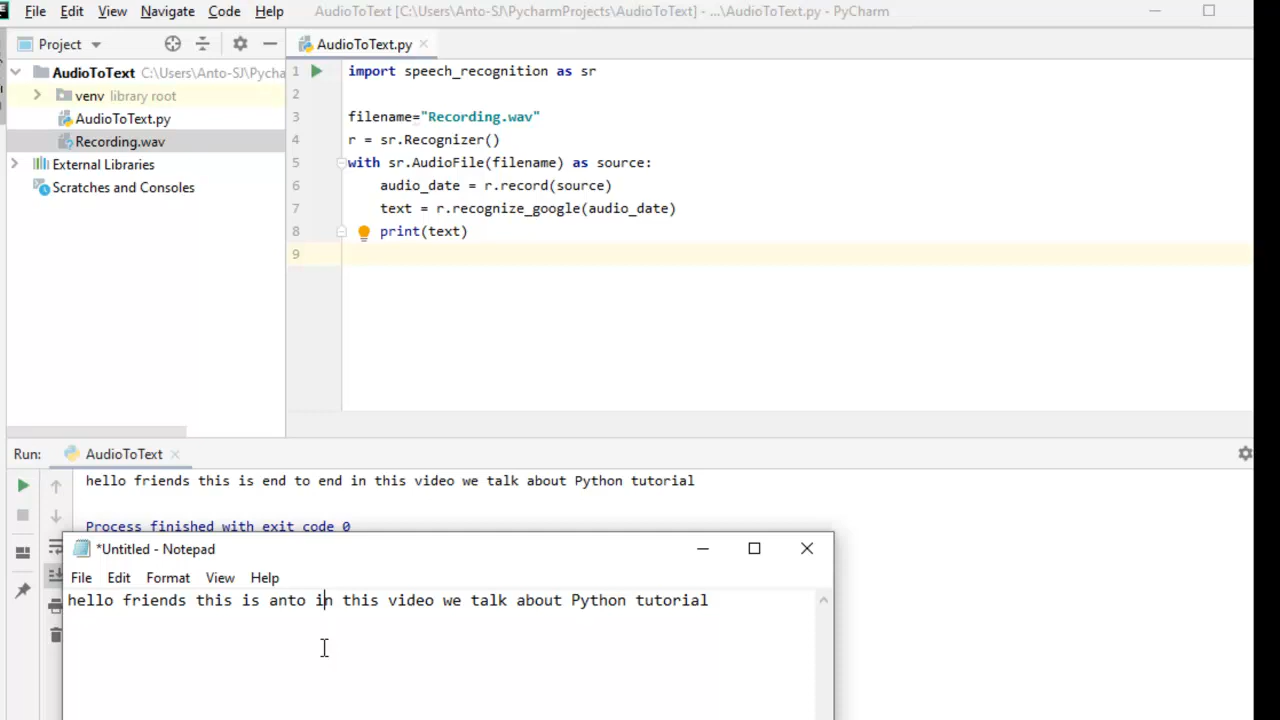 File Edit View Navigate Code Help AudioToText [C:\Users\Anto-SJ\PycharmProjects\AudioToText] - ...\AudioToText.py - PyCharm
Project
AudioToText C:\Users\Anto-SJ\Pycha
venv library root
AudioToText.py
Recording.wav
External Libraries
Scratches and Consoles
AudioToText.py
1 import speech_recognition as sr
2
3 filename="Recording.wav"
4 r = sr.Recognizer()
5 with sr.AudioFile(filename) as source:
6 audio_date = r.record(source)
7 text = r.recognize_google(audio_date)
8 print(text)
9
Run: AudioToText
hello friends this is end to end in this video we talk about Python tutorial
Process finished with exit code 0
*Untitled - Notepad
File Edit Format View Help
hello friends this is anto in this video we talk about Python tutorial